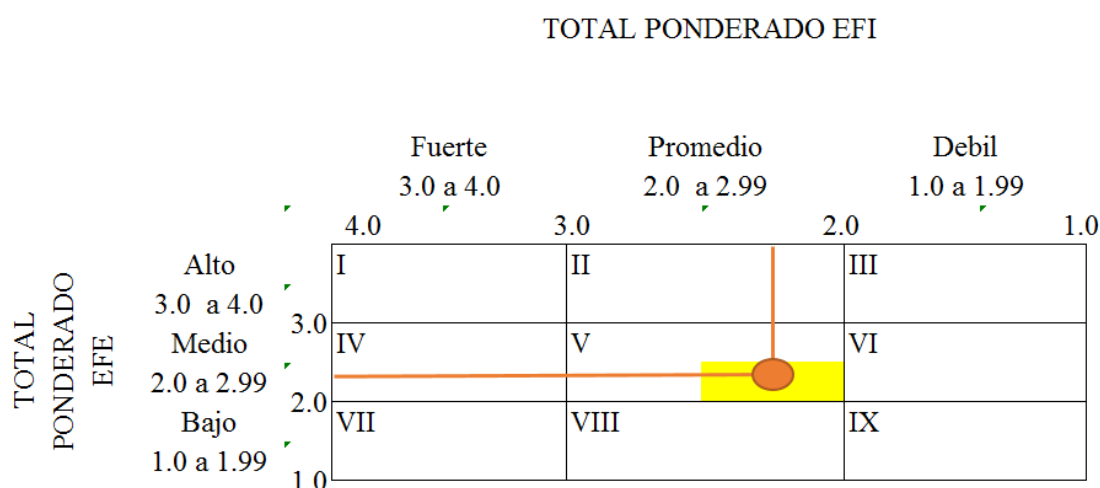 TOTAL PONDERADO EFI
Fuerte
3.0 a 4.0
Promedio
2.0 a 2.99
Debil
1.0 a 1.99
4.0 3.0 2.0 1.0
TOTAL
PONDERADO
EFE
Alto
3.0 a 4.0
I II III
3.0
Medio
2.0 a 2.99
IV V VI
2.0
Bajo
1.0 a 1.99
VII VIII IX
1.0